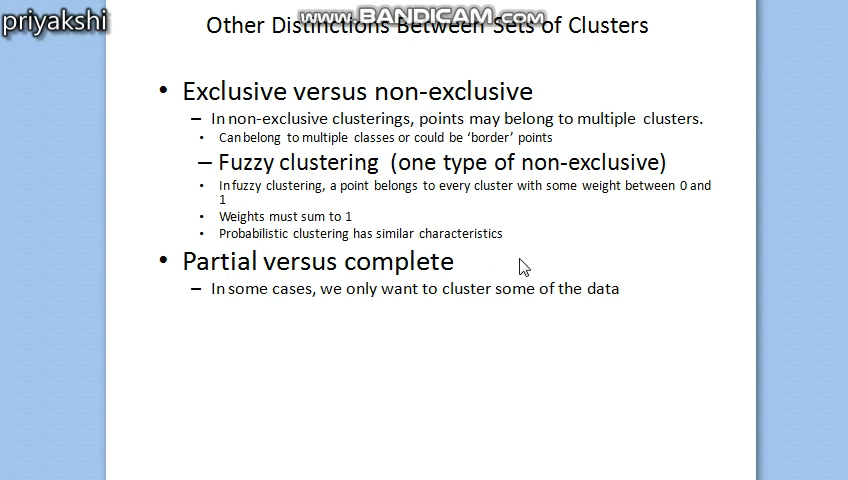 priyakshi
www.BANDICAM.com
Other Distinctions Between Sets of Clusters
• Exclusive versus non-exclusive
– In non-exclusive clusterings, points may belong to multiple clusters.
• Can belong to multiple classes or could be ‘border’ points
– Fuzzy clustering (one type of non-exclusive)
• In fuzzy clustering, a point belongs to every cluster with some weight between 0 and
1
• Weights must sum to 1
• Probabilistic clustering has similar characteristics
• Partial versus complete
– In some cases, we only want to cluster some of the data